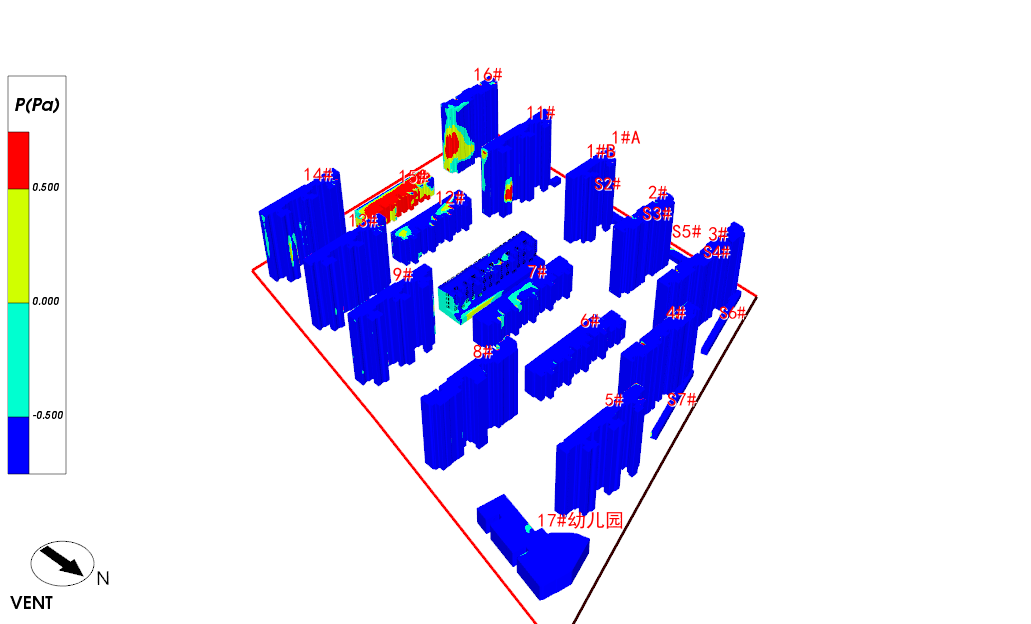 P(Pa)
0.500
0.000
-0.500
N
VENT
16#
11#
1#A
1#B
14#
15#
S2#
12#
2#
13#
S3#
S5#
3#
S4#
9#
7#
4#
S6#
6#
8#
5#
S7#
17#幼儿园